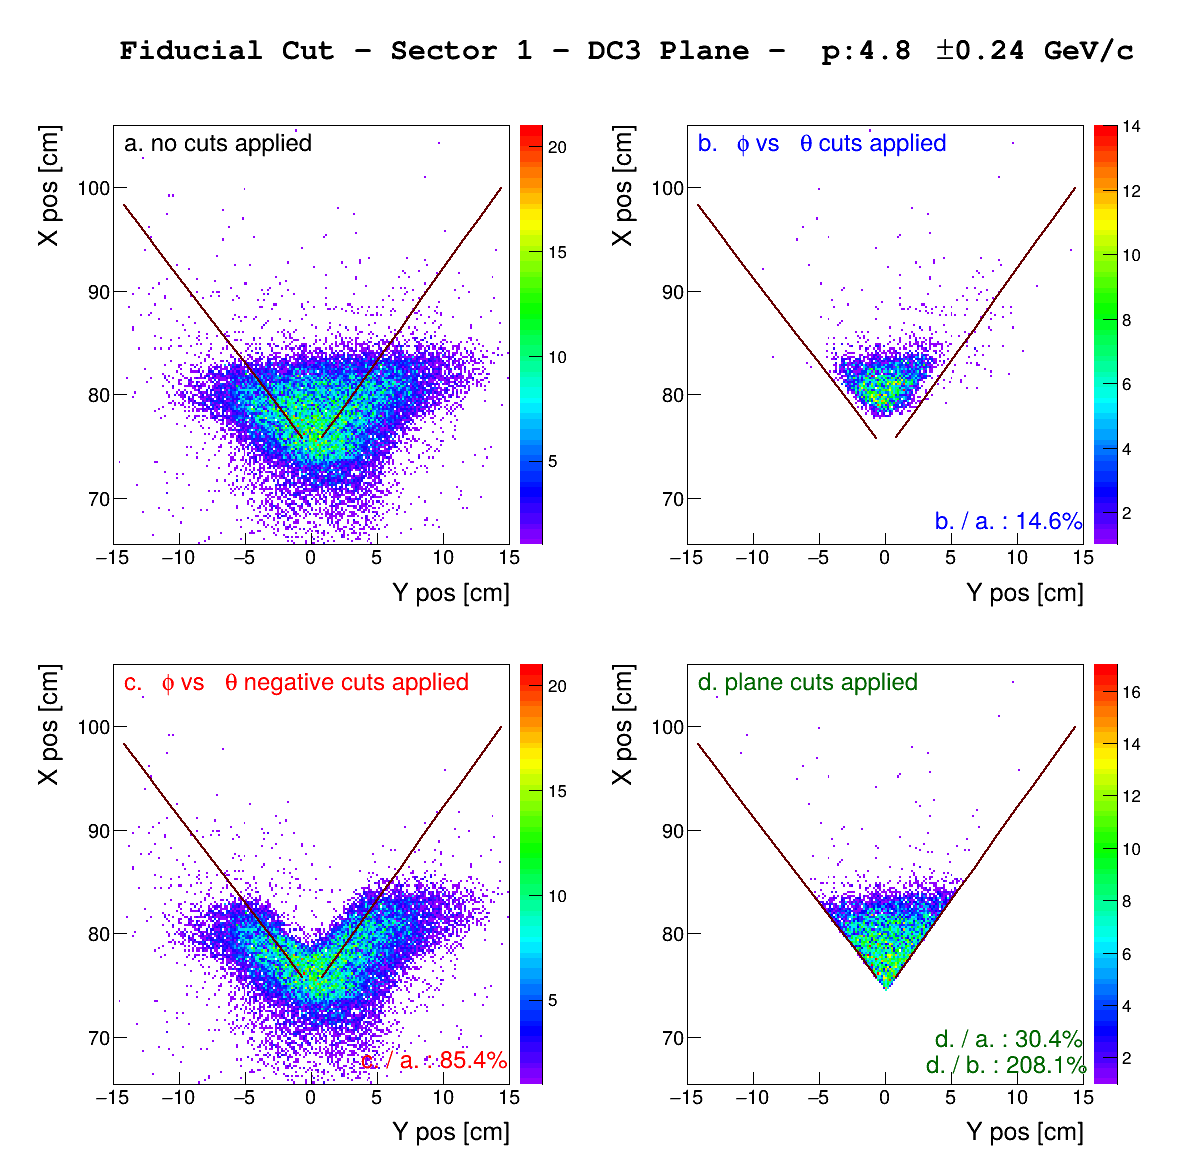 Fiducial Cut - Sector 1 - DC3 Plane - p:4.8 ±0.24 GeV/c
a. no cuts applied
X pos [cm]
100
90
80
70
−15 −10 −5 0 5 10 15
Y pos [cm]
20
15
10
5
b. ϕ vs θ cuts applied
X pos [cm]
100
90
80
70
b. / a. : 14.6%
−15 −10 −5 0 5 10 15
Y pos [cm]
14
12
10
8
6
4
2
c. ϕ vs θ negative cuts applied
X pos [cm]
100
90
80
70
c. / a. : 85.4%
−15 −10 −5 0 5 10 15
Y pos [cm]
20
15
10
5
d. plane cuts applied
X pos [cm]
100
90
80
70
d. / a. : 30.4%
d. / b. : 208.1%
−15 −10 −5 0 5 10 15
Y pos [cm]
16
14
12
10
8
6
4
2